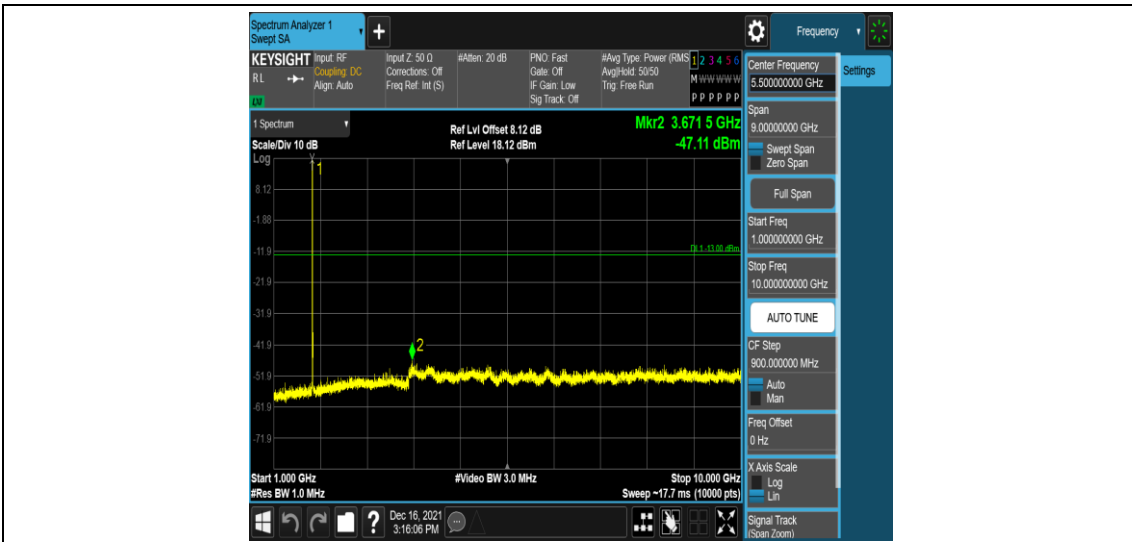 Spectrum Analyzer 1
Swept SA
+
Frequency
KEYSIGHT
RL
LXI
Input: RF
Coupling: DC
Align: Auto
Input Z: 50 Ω
Corrections: Off
Freq Ref: Int (S)
#Atten: 20 dB
PNO: Fast
Gate: Off
IF Gain: Low
Sig Track: Off
#Avg Type: Power (RMS
Avg|Hold: 50/50
Trig: Free Run
1 2 3 4 5 6
M W W W W W
P P P P P P
1 Spectrum
Scale/Div 10 dB
Log
Ref Lvl Offset 8.12 dB
Ref Level 18.12 dBm
Mkr2 3.671 5 GHz
-47.11 dBm
1
8.12
-1.88
-11.9
DL1 -13.00 dBm
-21.9
-31.9
-41.9
2
-51.9
-61.9
-71.9
Start 1.000 GHz
#Res BW 1.0 MHz
#Video BW 3.0 MHz
Stop 10.000 GHz
Sweep ~17.7 ms (10000 pts)
?
Dec 16, 2021
3:16:06 PM
Center Frequency
5.500000000 GHz
Settings
Span
9.00000000 GHz
Swept Span
Zero Span
Full Span
Start Freq
1.000000000 GHz
Stop Freq
10.000000000 GHz
AUTO TUNE
CF Step
900.000000 MHz
Auto
Man
Freq Offset
0 Hz
X Axis Scale
Log
Lin
Signal Track
(Span Zoom)